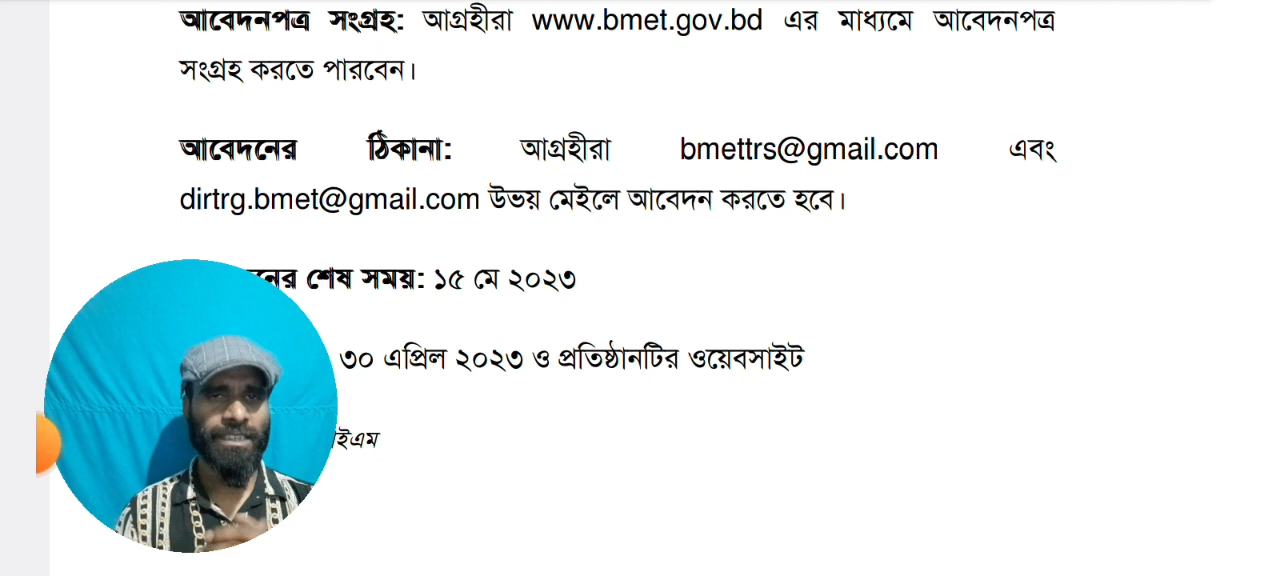 আবেদনপত্র সংগ্রহ: আগ্রহীরা www.bmet.gov.bd এর মাধ্যমে আবেদনপত্র
সংগ্রহ করতে পারবেন।
আবেদনের ঠিকানা: আগ্রহীরা bmettrs@gmail.com এবং
dirtrg.bmet@gmail.com উভয় মেইলে আবেদন করতে হবে।
শেষ সময়: ১৫ মে ২০২৩
৩০ এপ্রিল ২০২৩ ও প্রতিষ্ঠানটির ওয়েবসাইট